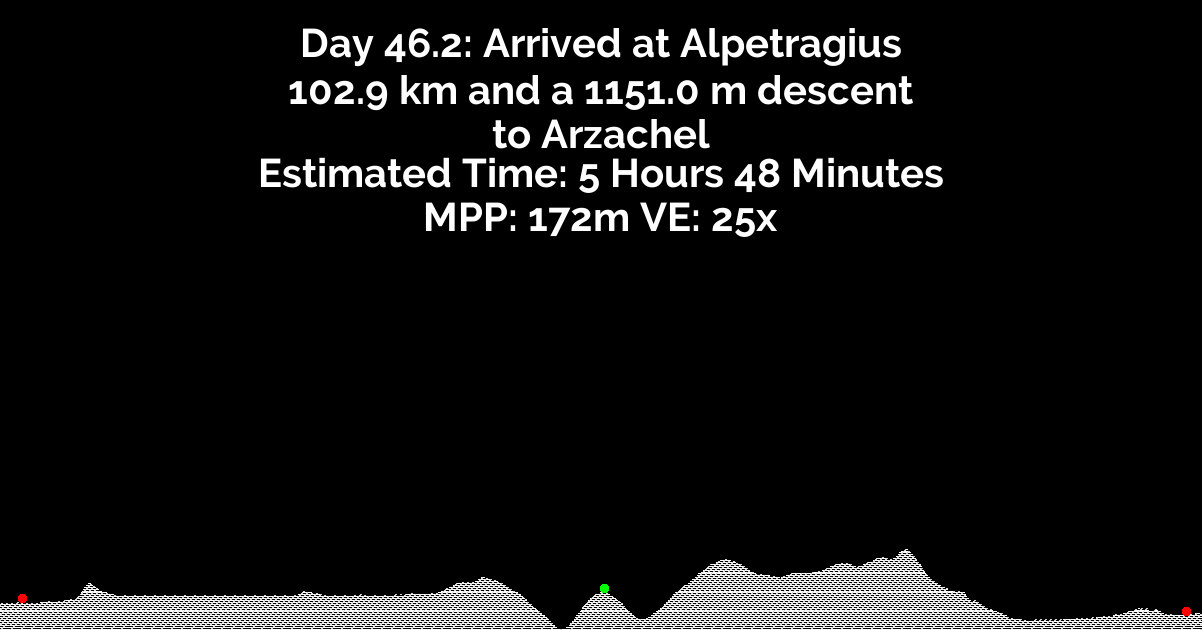 Day 46.2: Arrived at Alpetragius
102.9 km and a 1151.0 m descent
to Arzachel
Estimated Time: 5 Hours 48 Minutes
MPP: 172m VE: 25x